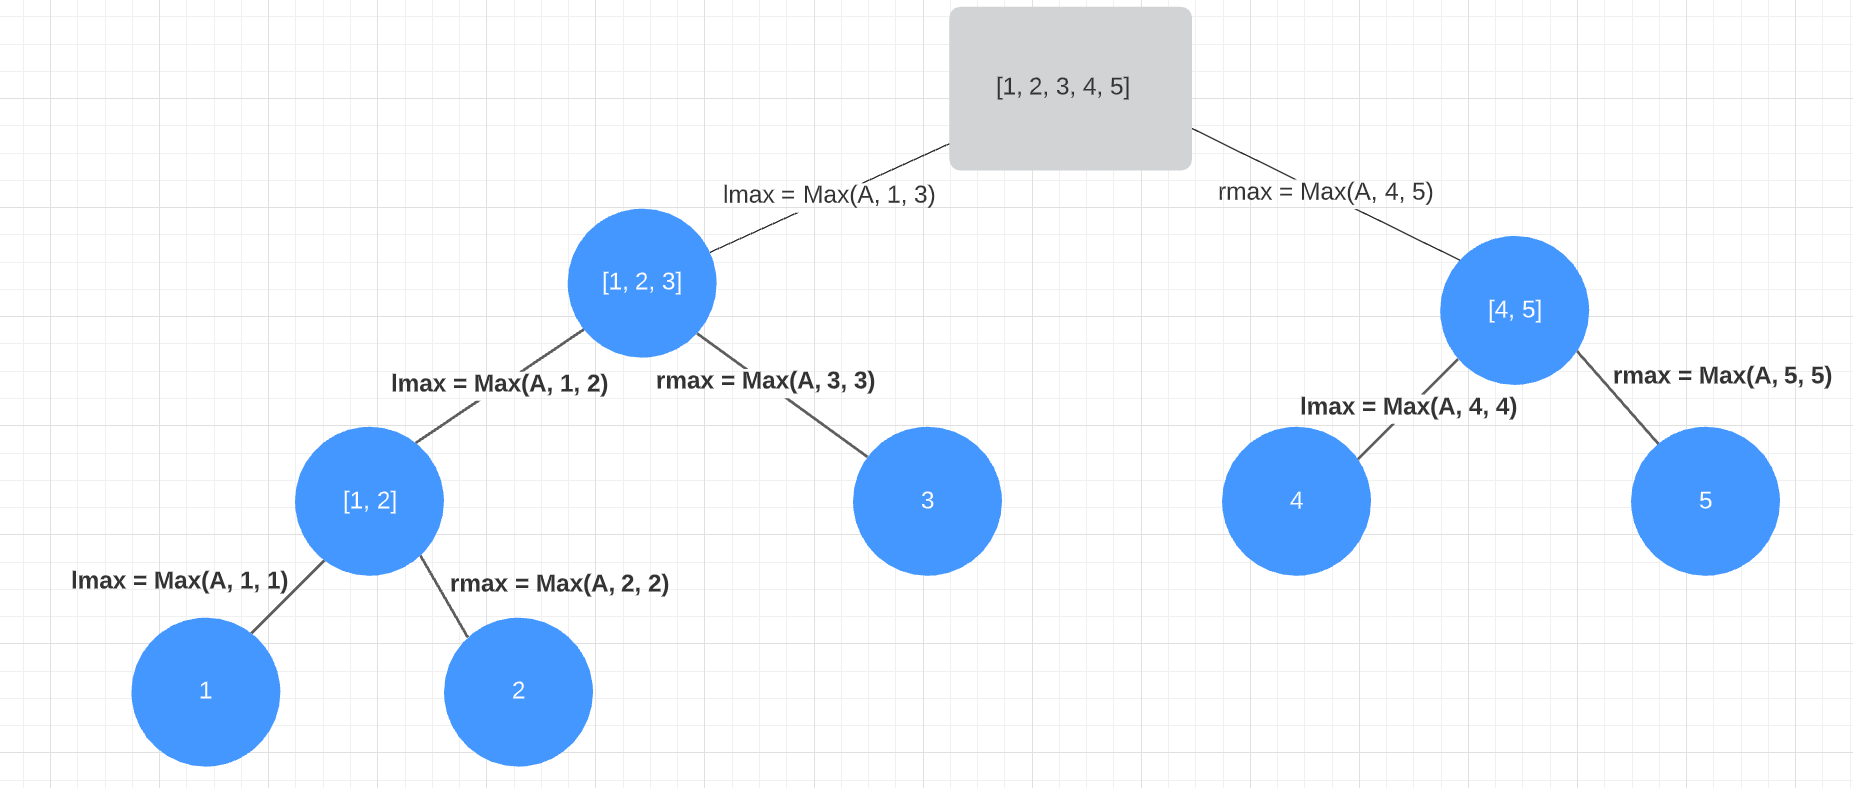 [1, 2, 3, 4, 5]
lmax = Max(A, 1, 3)
rmax = Max(A, 4, 5)
[1, 2, 3]
[4, 5]
lmax = Max(A, 1, 2)
rmax = Max(A, 3, 3)
lmax = Max(A, 4, 4)
rmax = Max(A, 5, 5)
[1, 2]
3
4
5
lmax = Max(A, 1, 1)
rmax = Max(A, 2, 2)
1
2